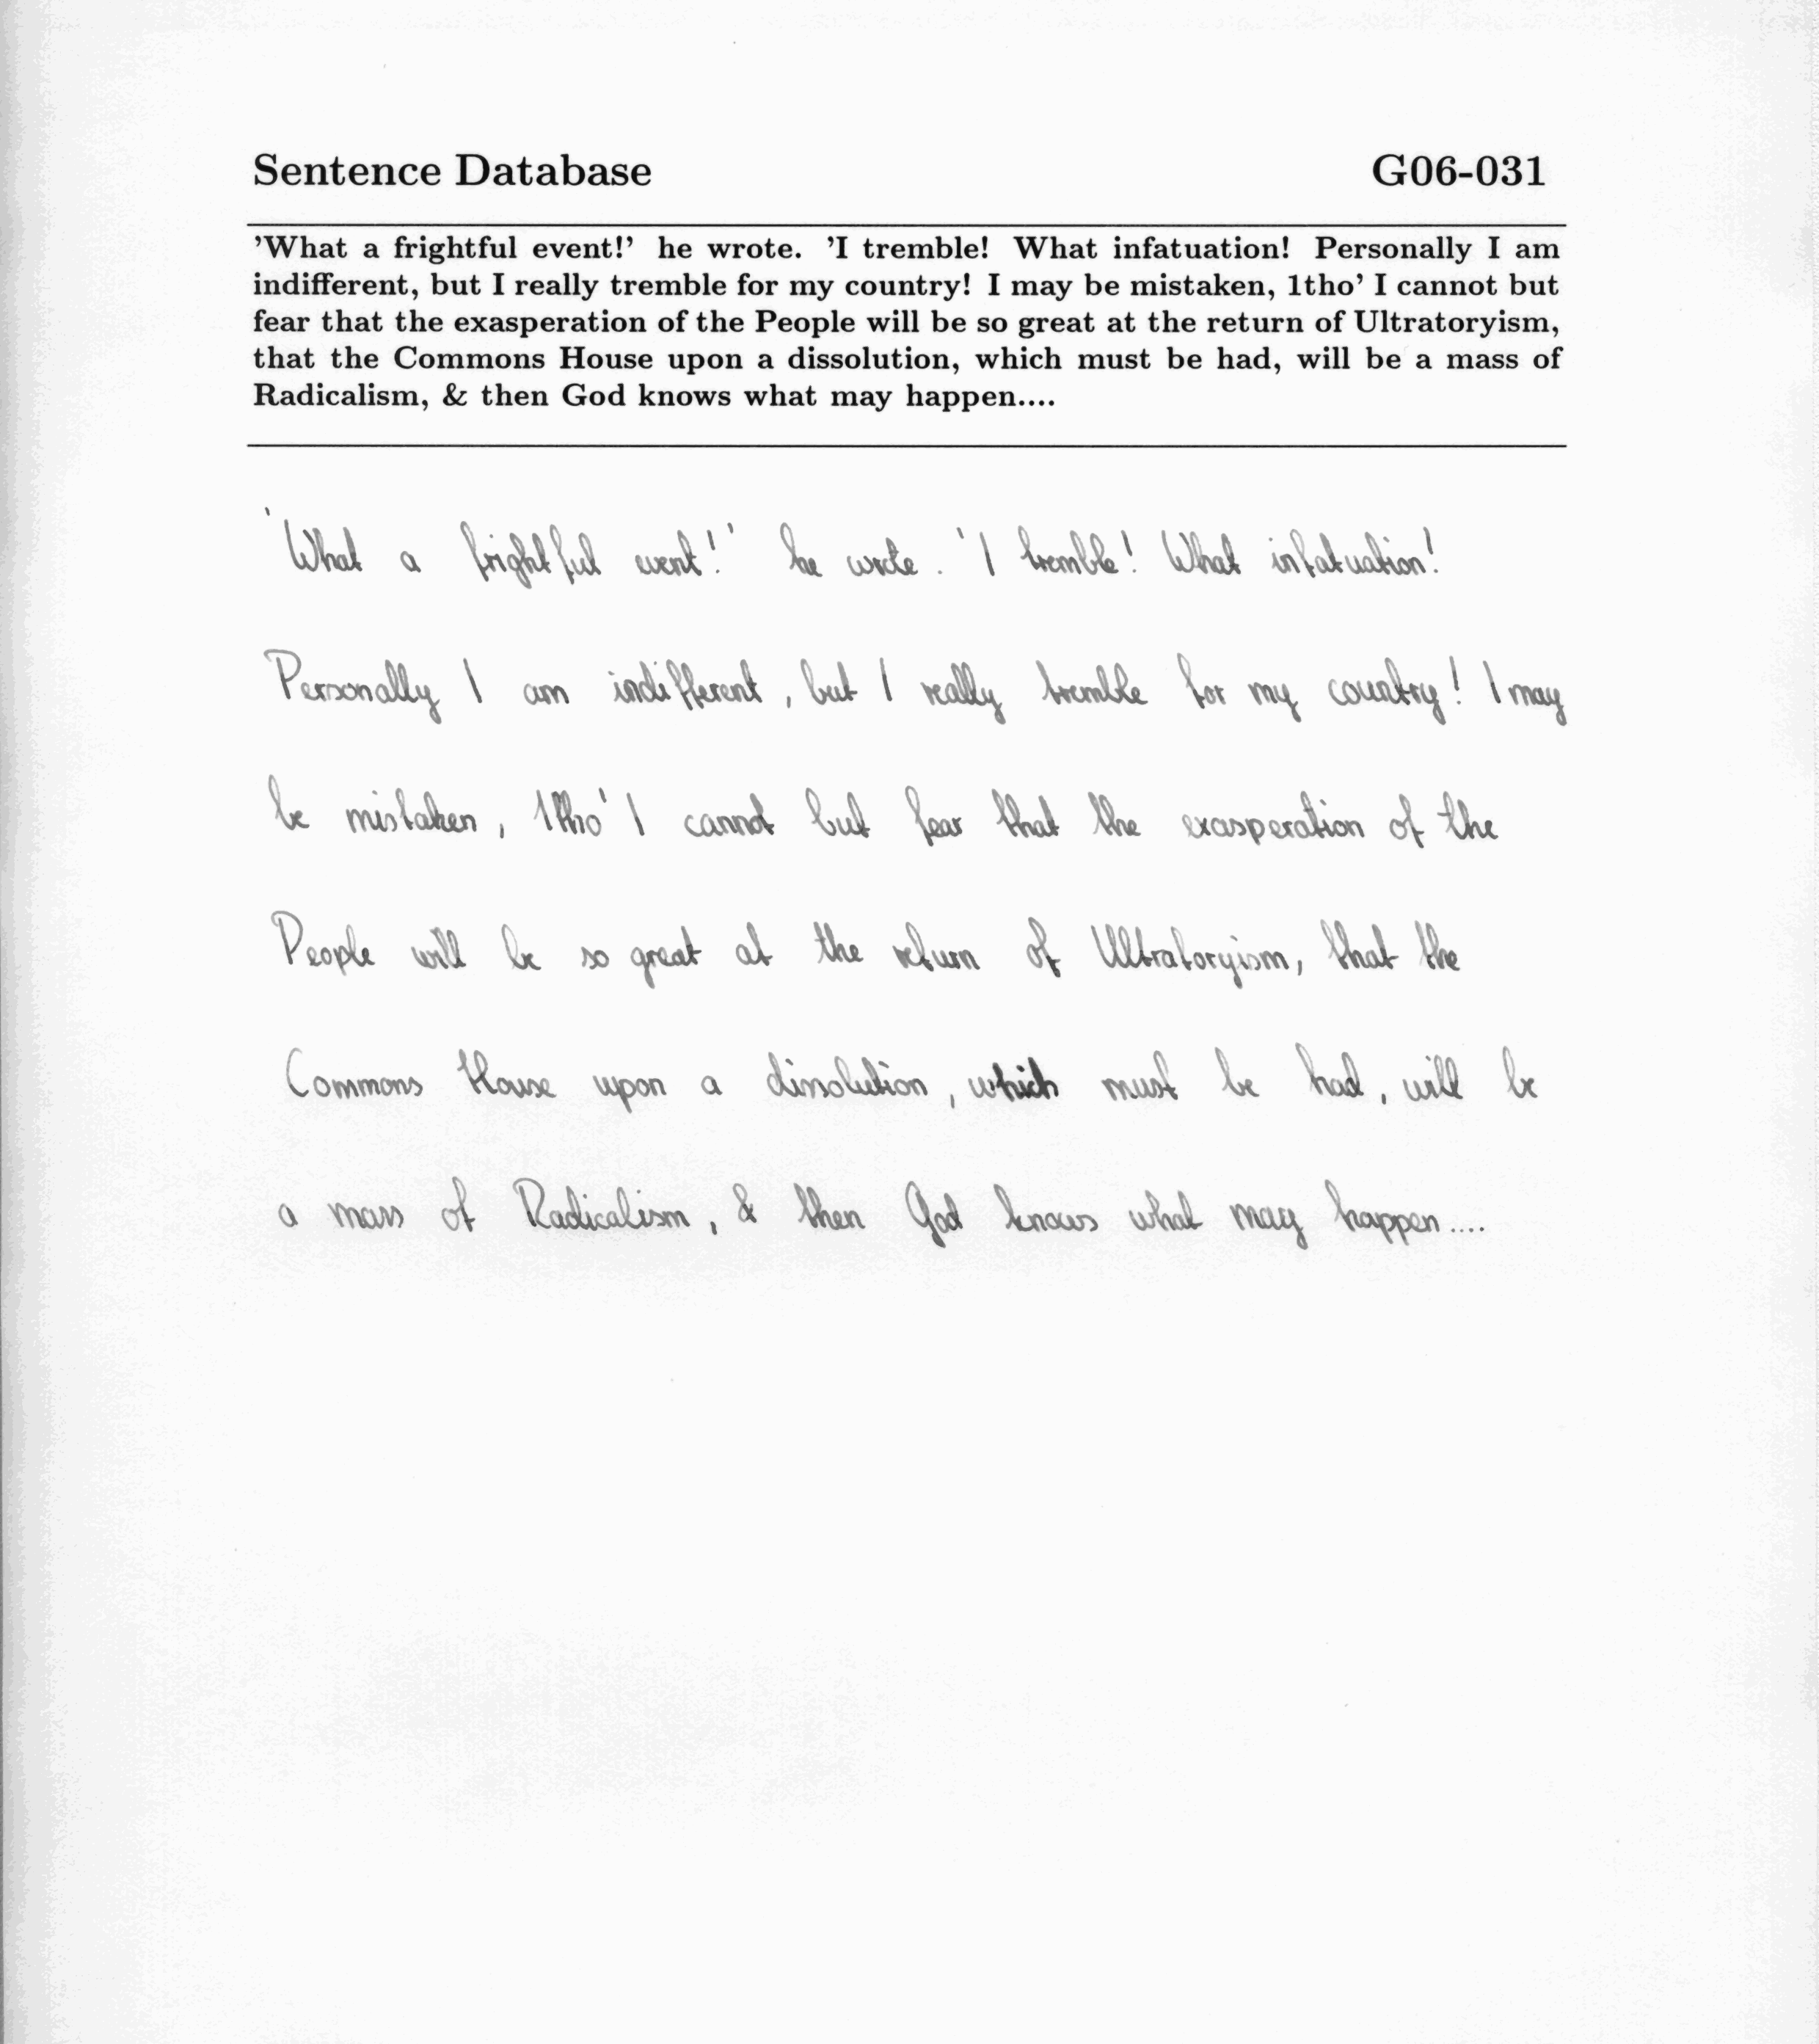 Sentence Database G06-031
'What a frightful event!' he wrote. 'I tremble! What infatuation! Personally I am
indifferent, but I really tremble for my country! I may be mistaken, 1tho' I cannot but
fear that the exasperation of the People will be so great at the return of Ultratoryism,
that the Commons House upon a dissolution, which must be had, will be a mass of
Radicalism, & then God knows what may happen....
'What a frightful event!' he wrote. 'I tremble! What infatuation!
Personally I am indifferent, but I really tremble for my country! I may
be mistaken, 1tho' I cannot but fear that the exasperation of the
People will be so great at the return of Ultratoryism, that the
Commons House upon a dissolution, which must be had, will be
a mass of Radicalism, & then God knows what may happen....